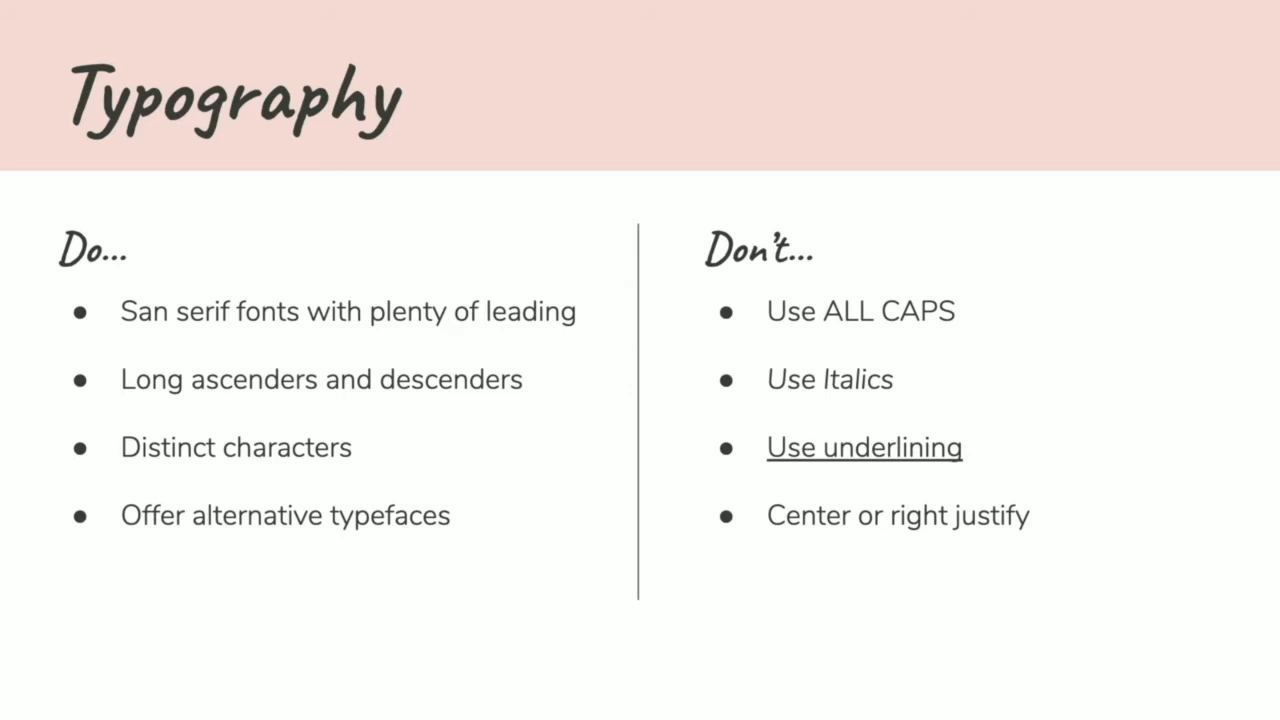 Typography
Do...
● San serif fonts with plenty of leading
● Long ascenders and descenders
● Distinct characters
● Offer alternative typefaces
Don't...
● Use ALL CAPS
● Use Italics
● Use underlining
● Center or right justify